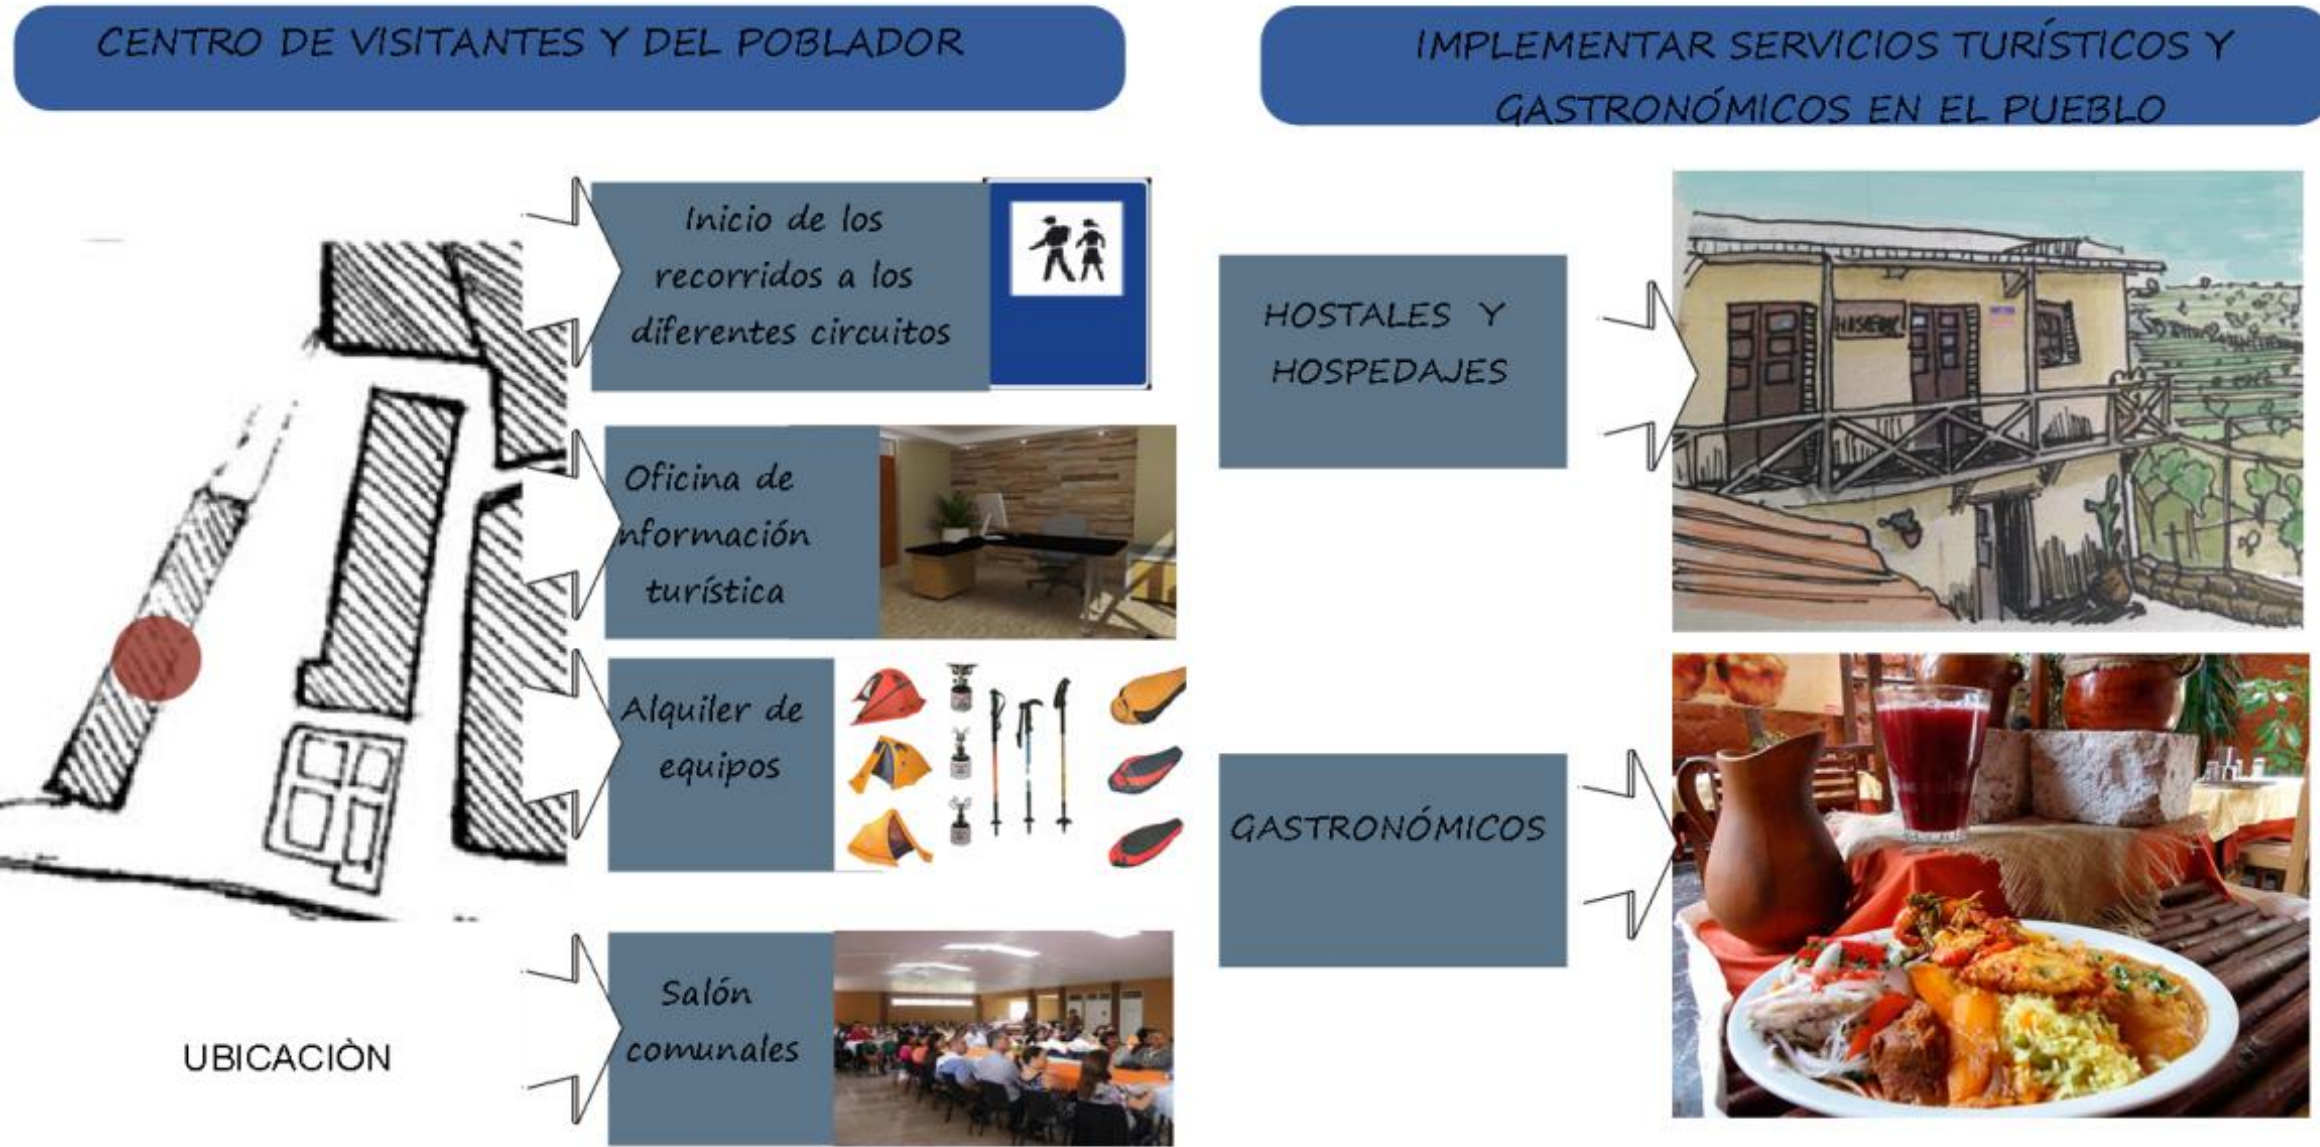 CENTRO DE VISITANTES Y DEL POBLADOR
Inicio de los
recorridos a los
diferentes circuitos
Oficina de
nformación
turística
Alquiler de
equipos
Salón
comunales
UBICACIÒN
IMPLEMENTAR SERVICIOS TURÍSTICOS Y
GASTRONÓMICOS EN EL PUEBLO
HOSTALES Y
HOSPEDAJES
GASTRONÓMICOS